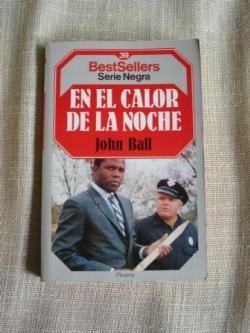 39
BestSellers
Serie Negra
EN EL CALOR
DE LA NOCHE
John Ball
Planeta